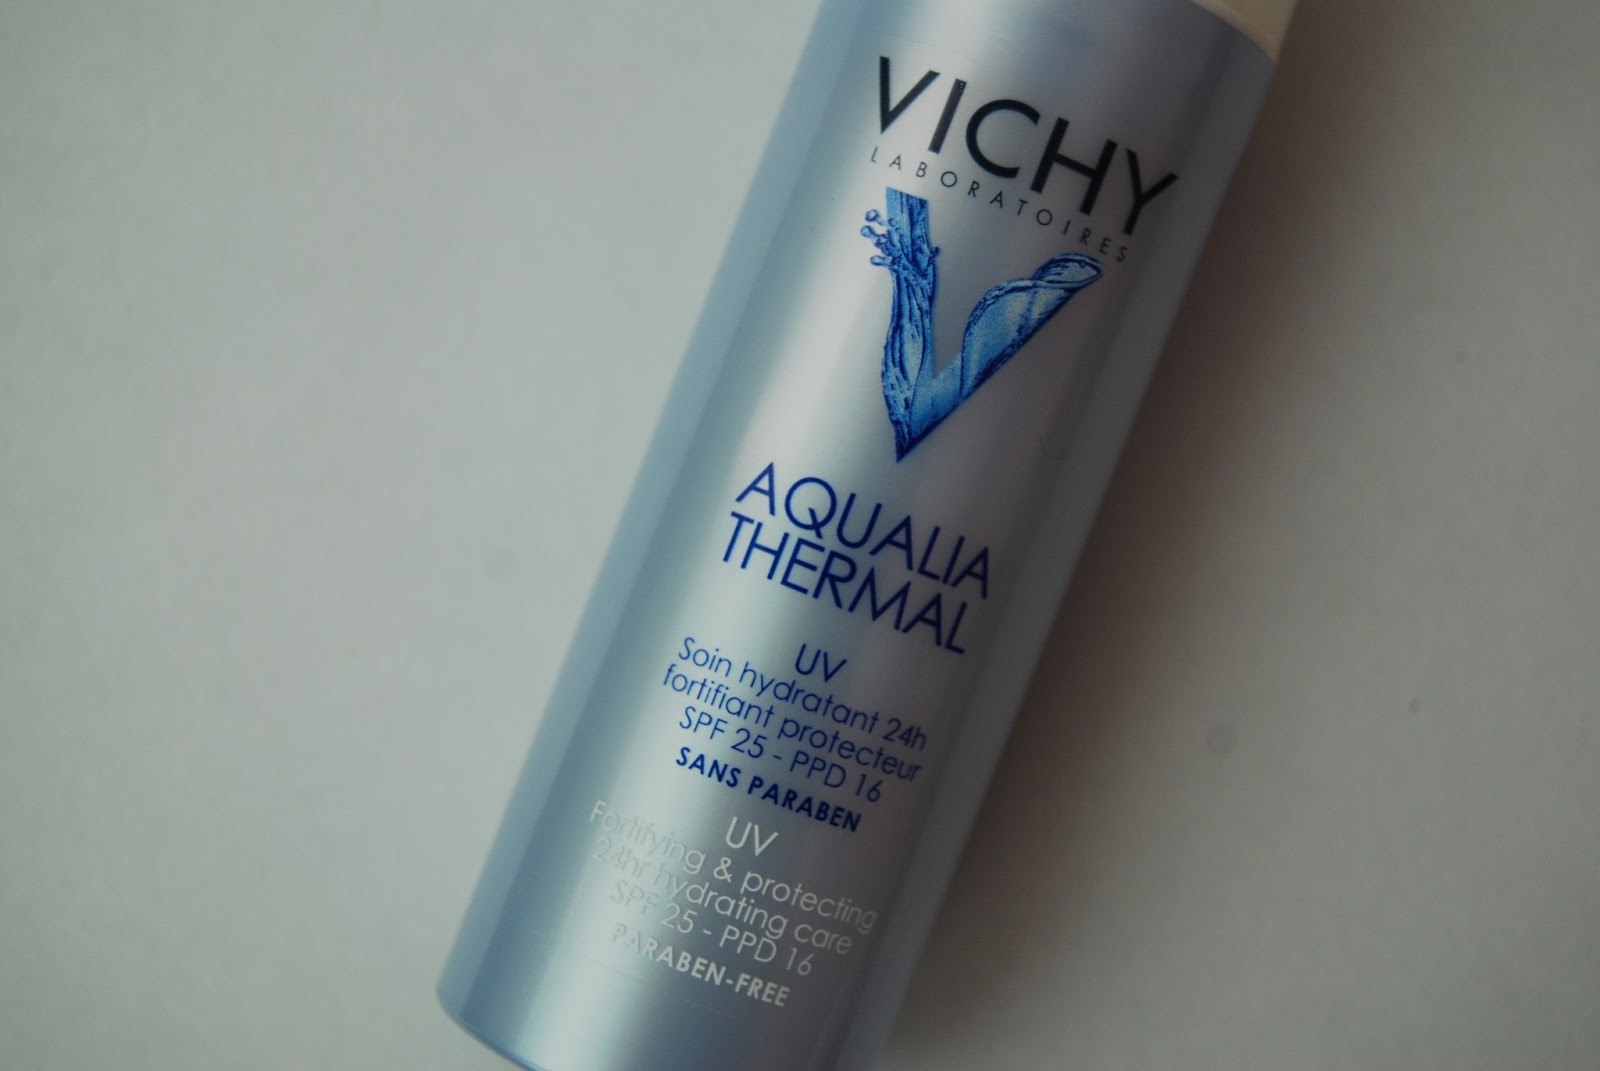 VICHY
LABORATOIRES
AQUALIA
THERMAL
UV
Soin hydratant 24h
fortifiant protecteur
SPF 25 - PPD 16
SANS PARABEN
UV
Fortifying & protecting
24hr hydrating care
SPF 25 - PPD 16
PARABEN-FREE